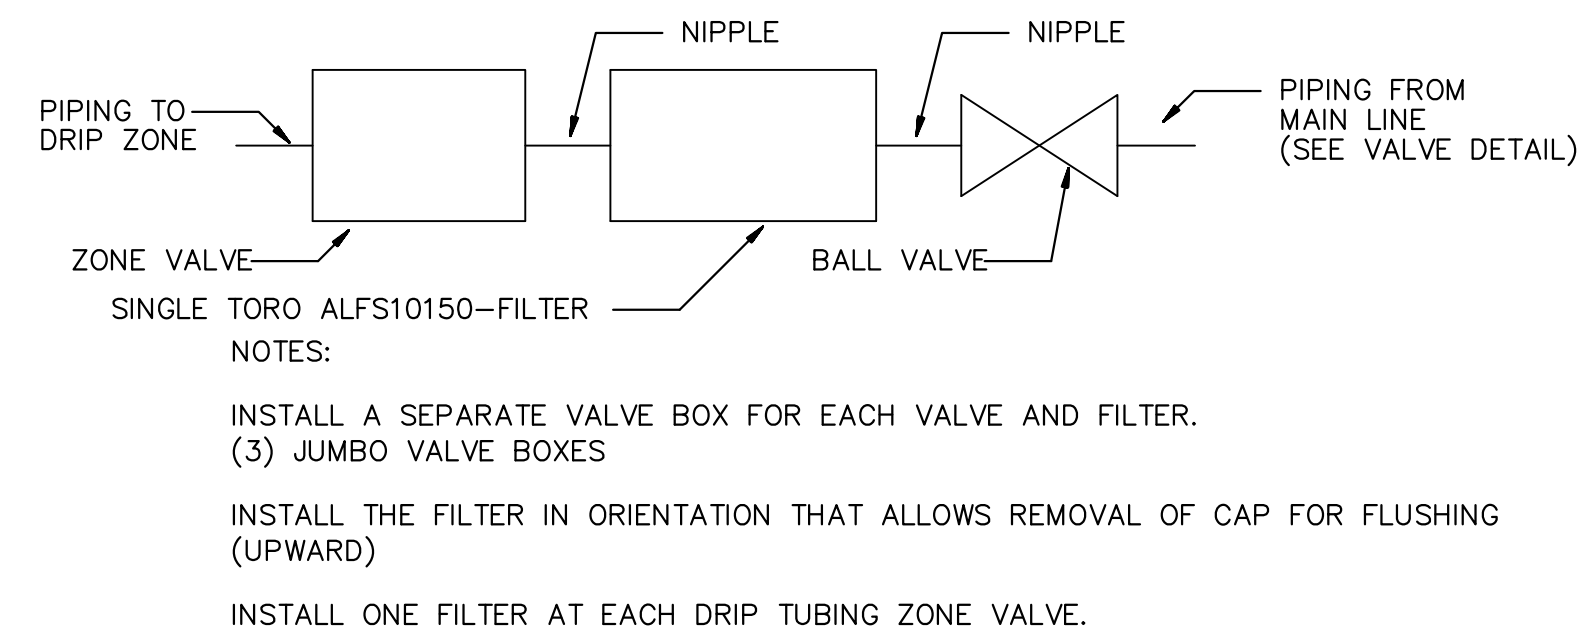 NIPPLE
NIPPLE
PIPING TO
DRIP ZONE
PIPING FROM
MAIN LINE
(SEE VALVE DETAIL)
ZONE VALVE
BALL VALVE
SINGLE TORO ALFS10150-FILTER
NOTES:
INSTALL A SEPARATE VALVE BOX FOR EACH VALVE AND FILTER.
(3) JUMBO VALVE BOXES
INSTALL THE FILTER IN ORIENTATION THAT ALLOWS REMOVAL OF CAP FOR FLUSHING
(UPWARD)
INSTALL ONE FILTER AT EACH DRIP TUBING ZONE VALVE.